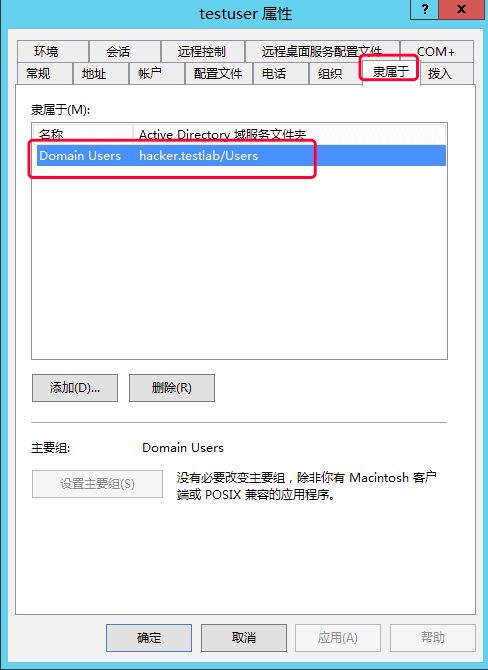 testuser 属性
?
x
环境 会话 远程控制 远程桌面服务配置文件 COM+
常规 地址 帐户 配置文件 电话 组织 隶属于 拨入
隶属于(M):
名称 Active Directory 域服务文件夹
Domain Users hacker.testlab/Users
添加(D)... 删除(R)
主要组: Domain Users
设置主要组(S) 没有必要改变主要组，除非你有 Macintosh 客
户端或 POSIX 兼容的应用程序。
确定 取消 应用(A) 帮助